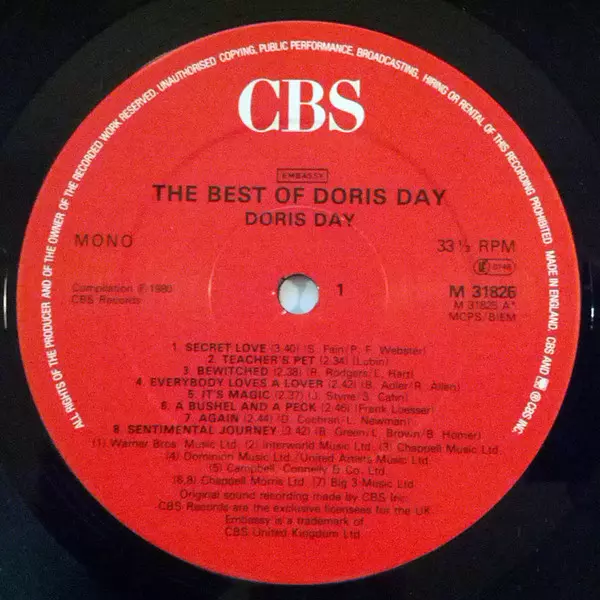 ALL RIGHTS OF THE PRODUCER AND OF THE OWNER OF THE RECORDED WORK RESERVED. UNAUTHORISED COPYING, PUBLIC PERFORMANCE, BROADCASTING, HIRING OR RENTAL OF THIS RECORDING PROHIBITED. MADE IN ENGLAND. CBS AND ® CBS INC.
CBS
EMBASSY
THE BEST OF DORIS DAY
DORIS DAY
MONO
33 1/3 RPM
Compilation ℗ 1980
CBS Records
1
M 31826
M 31826 A*
MCPS/BIEM
1. SECRET LOVE (3.40) (S. Fain/P. F. Webster)
2. TEACHER'S PET (2.34) (Lubin)
3. BEWITCHED (2.38) (R. Rodgers/L. Hart)
4. EVERYBODY LOVES A LOVER (2.42) (B. Adler/R. Allen)
5. IT'S MAGIC (2.37) (J. Styne/S. Cahn)
6. A BUSHEL AND A PECK (2.46) (Frank Loesser)
7. AGAIN (2.44) (D. Cochran/L. Newman)
8. SENTIMENTAL JOURNEY (3.42) (B. Green/L. Brown/B. Homer)
(1) Warner Bros. Music Ltd. (2) Interworld Music Ltd. (3) Chappell Music Ltd.
(4) Dominion Music Ltd./United Artists Music Ltd.
(5) Campbell, Connelly & Co. Ltd.
(6,8) Chappell Morris Ltd. (7) Big 3 Music Ltd.
Original sound recording made by CBS Inc.
CBS Records are the exclusive licensees for the UK.
Embassy is a trademark of
CBS United Kingdom Ltd.